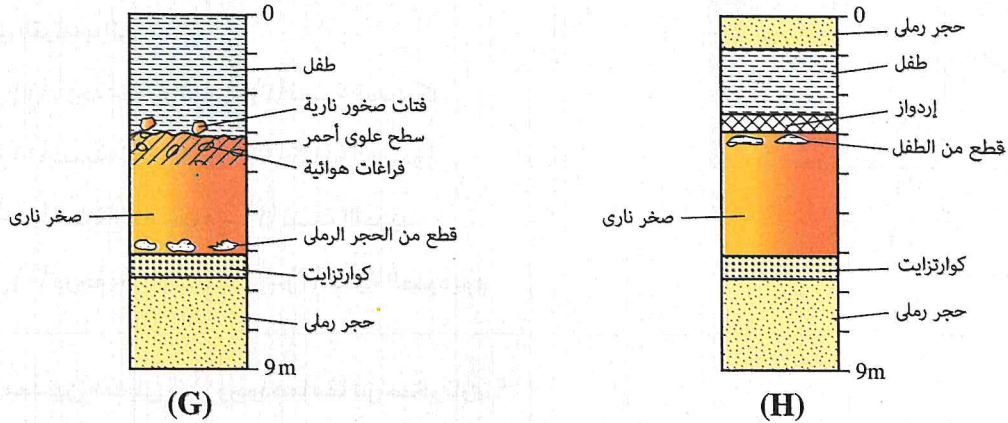 0
طفل
فتات صخور نارية
سطح علوى أحمر
فراغات هوائية
صخر نارى
قطع من الحجر الرملى
كوارتزايت
حجر رملى
9m
(G)
0
حجر رملى
طفل
إردواز
قطع من الطفل
صخر نارى
كوارتزايت
حجر رملى
9m
(H)